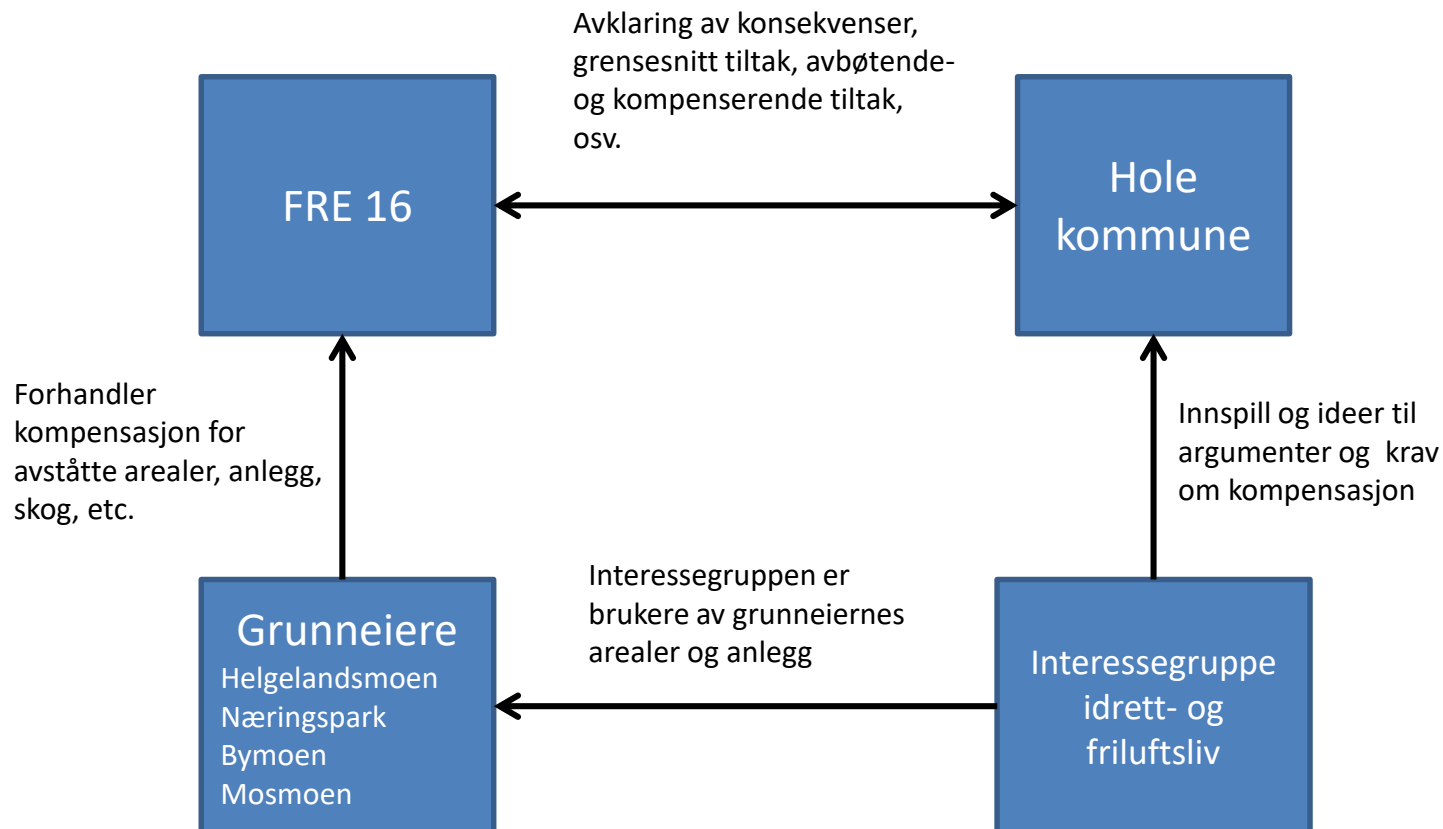 Avklaring av konsekvenser,
grensesnitt tiltak, avbøtende-
og kompenserende tiltak,
osv.
FRE 16
Hole
kommune
Forhandler
kompensasjon for
avståtte arealer, anlegg,
skog, etc.
Innspill og ideer til
argumenter og  krav
om kompensasjon
Interessegruppen er
brukere av grunneiernes
arealer og anlegg
Grunneiere
Helgelandsmoen
Næringspark
Bymoen
Mosmoen
Interessegruppe
idrett- og
friluftsliv